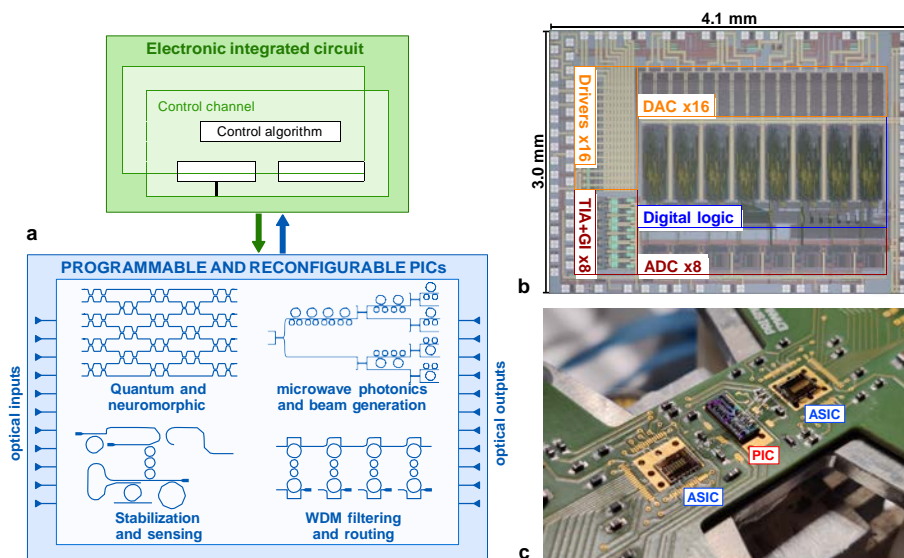 Electronic integrated circuit
Control channel
Control algorithm
a
PROGRAMMABLE AND RECONFIGURABLE PICs
optical inputs
Quantum and
neuromorphic
microwave photonics
and beam generation
Stabilization
and sensing
WDM filtering
and routing
optical outputs
4.1 mm
3.0 mm
Drivers x16
DAC x16
TIA+GI x8
Digital logic
ADC x8
b
ASIC
PIC
ASIC
c